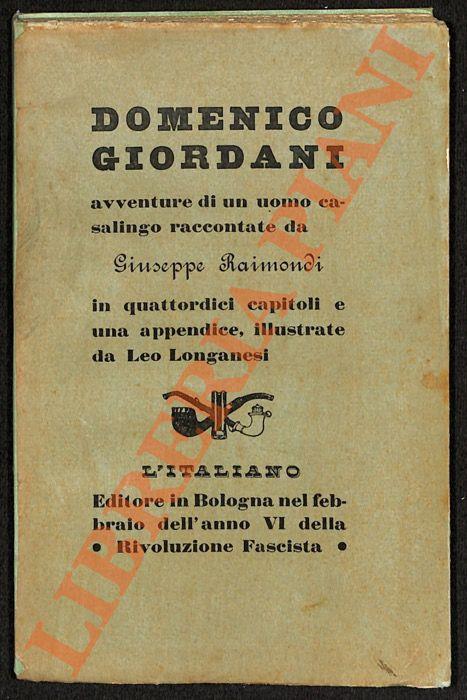 DOMENICO
GIORDANI
avventure di un uomo ca-
salingo raccontate da
Giuseppe Raimondi
in quattordici capitoli e
una appendice, illustrate
da Leo Longanesi
L'ITALIANO
Editore in Bologna nel feb-
braio dell'anno VI della
• Rivoluzione Fascista •
LIBRERIA PIANI